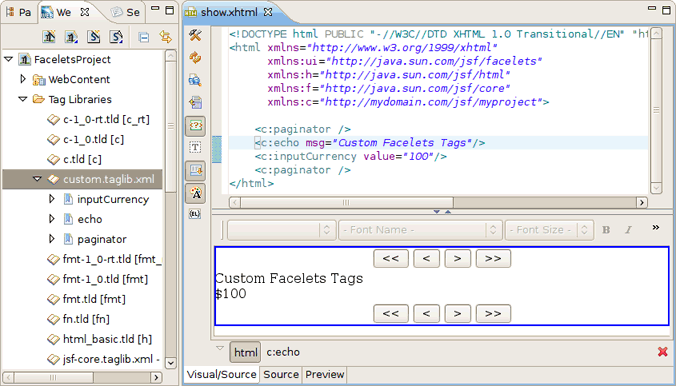 Pa
We
Se
FaceletsProject
WebContent
Tag Libraries
c-1_0-rt.tld [c_rt]
c-1_0.tld [c]
c.tld [c]
custom.taglib.xml
inputCurrency
echo
paginator
fmt-1_0-rt.tld [fmt_
fmt-1_0.tld [fmt]
fmt.tld [fmt]
fn.tld [fn]
html_basic.tld [h]
jsf-core.taglib.xml -
show.xhtml
<!DOCTYPE html PUBLIC "-//W3C//DTD XHTML 1.0 Transitional//EN" "h
<html xmlns="http://www.w3.org/1999/xhtml"
xmlns:ui="http://java.sun.com/jsf/facelets"
xmlns:h="http://java.sun.com/jsf/html"
xmlns:f="http://java.sun.com/jsf/core"
xmlns:c="http://mydomain.com/jsf/myproject">
<c:paginator />
<c:echo msg="Custom Facelets Tags"/>
<c:inputCurrency value="100"/>
<c:paginator />
</html>
- Font Name - - Font Size - B I »
<< < > >>
Custom Facelets Tags
$100
<< < > >>
html c:echo
Visual/Source Source Preview